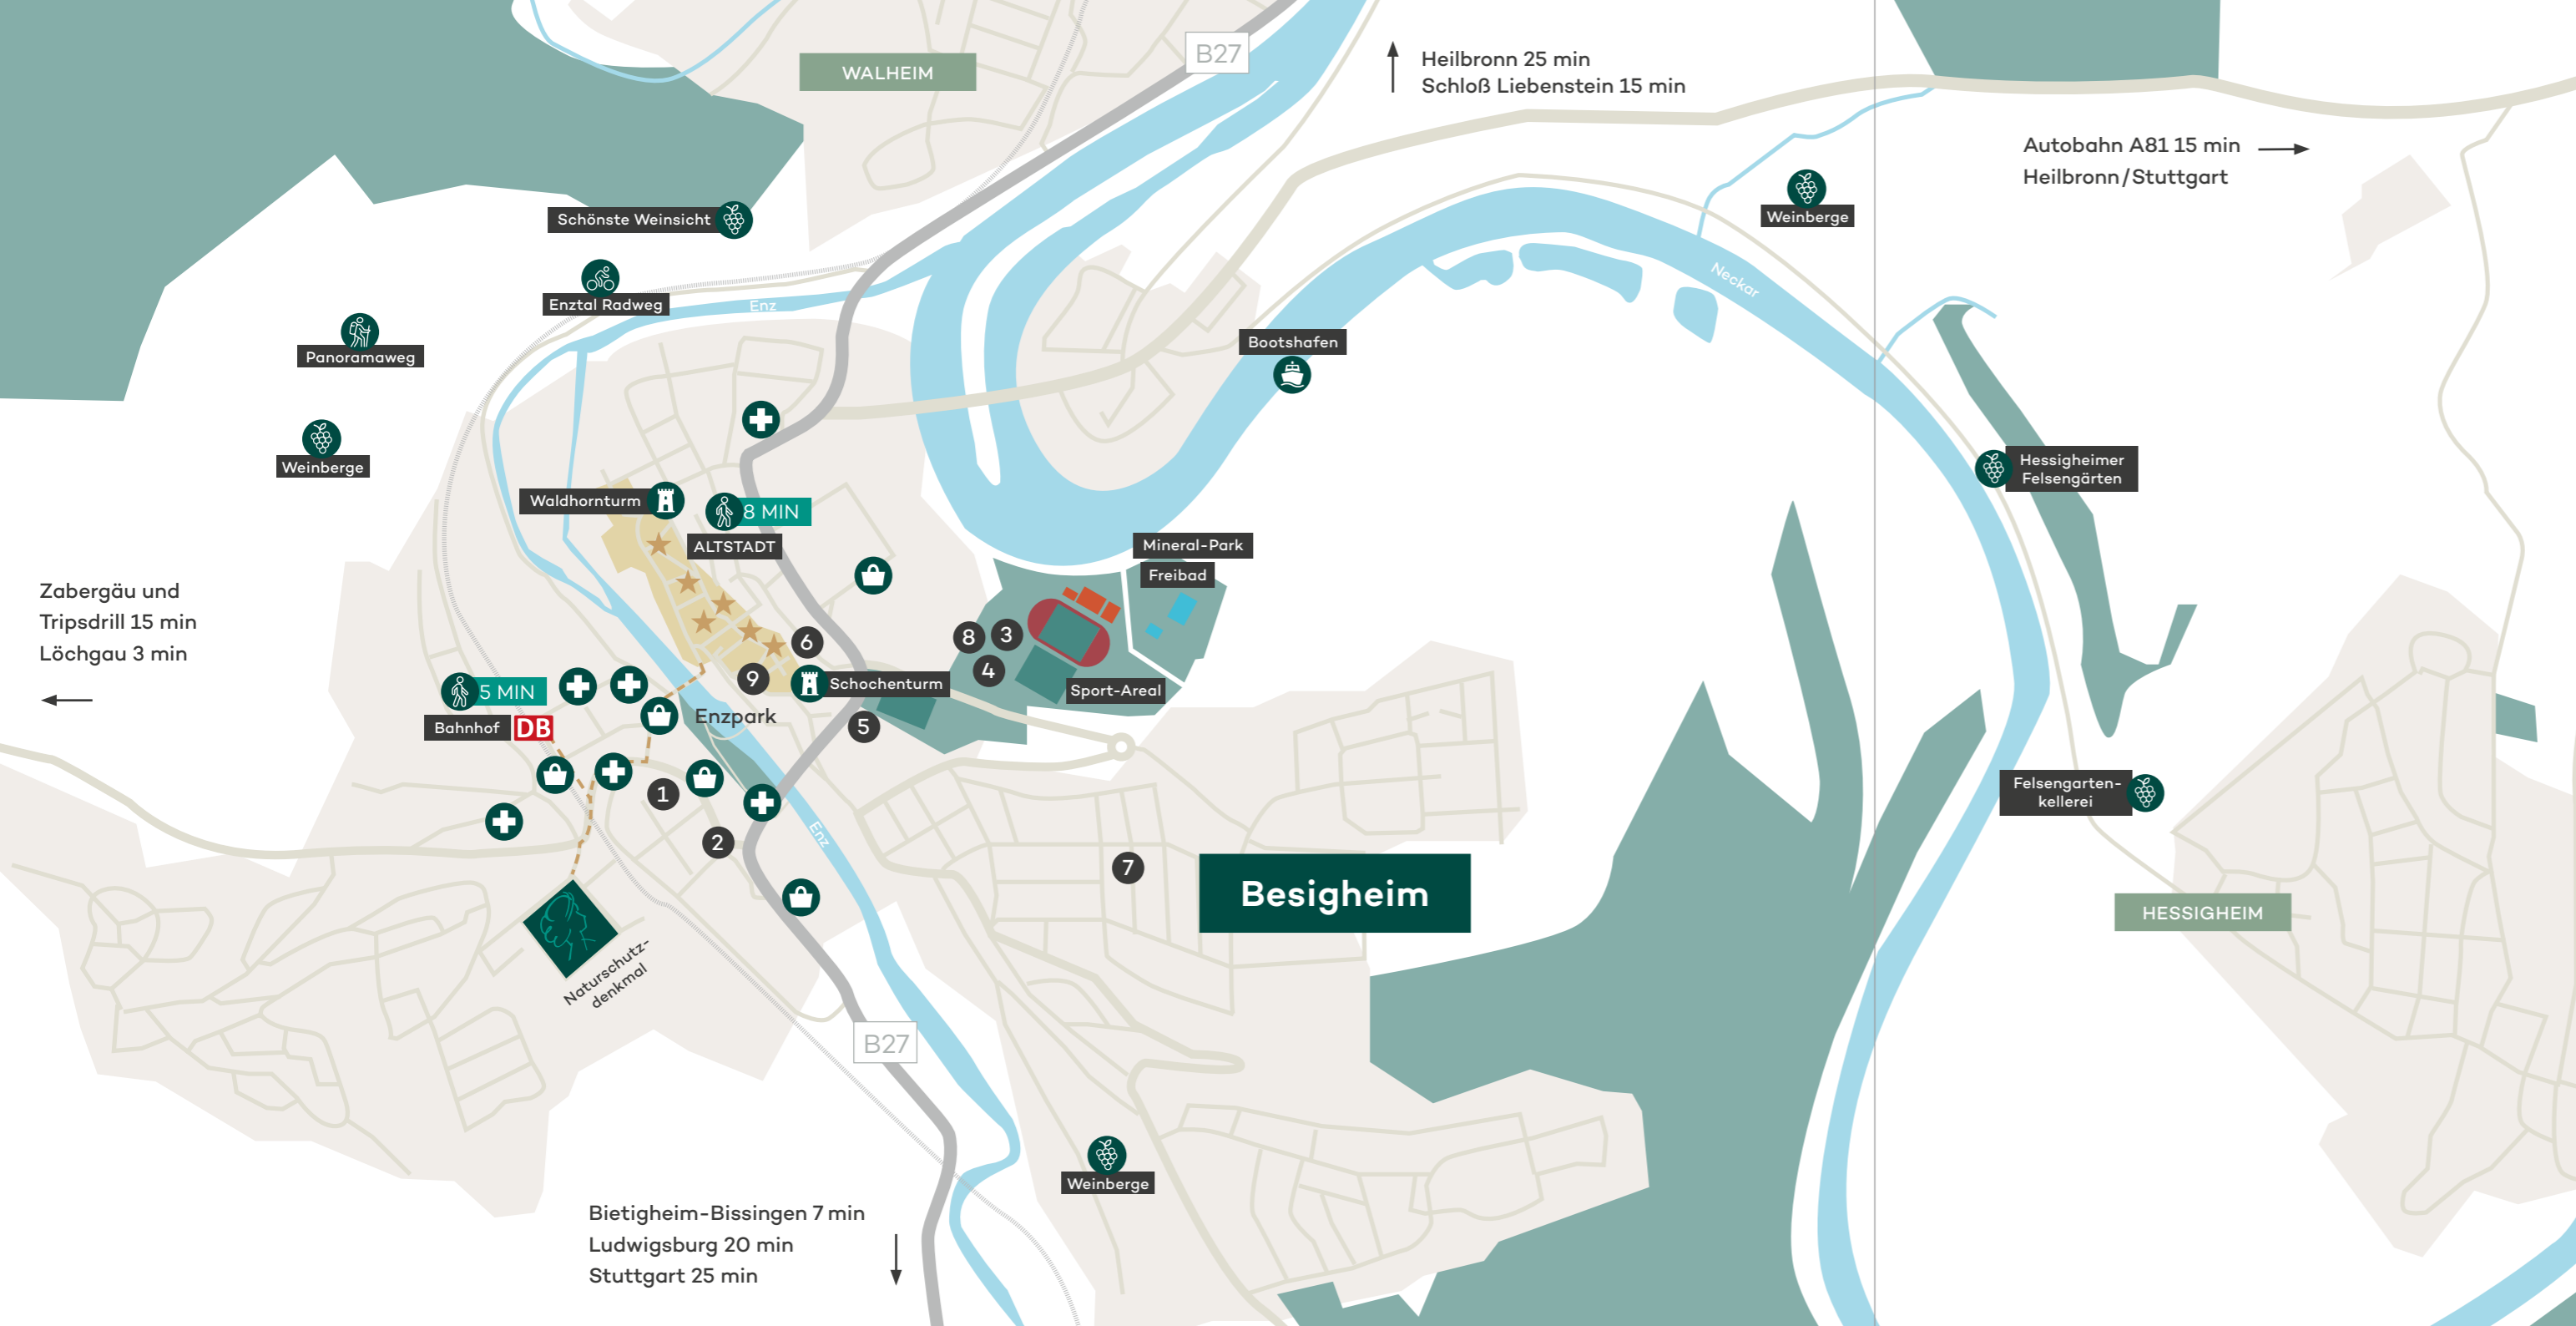 B27
WALHEIM
Heilbronn 25 min
Schloß Liebenstein 15 min
Autobahn A81 15 min
Heilbronn/Stuttgart
Weinberge
Schönste Weinsicht
Neckar
Enztal Radweg
Enz
Panoramaweg
Bootshafen
Weinberge
Hessigheimer
Felsengärten
Waldhornturm
8 MIN
ALTSTADT
Mineral-Park
Freibad
Zabergäu und
Tripsdrill 15 min
Löchgau 3 min
6
8
3
4
9
Schochenturm
Sport-Areal
5 MIN
Bahnhof DB
Enzpark
5
Felsengarten-
kellerei
1
2
Enz
7
Besigheim
HESSIGHEIM
Naturschutz-
denkmal
B27
Weinberge
Bietigheim-Bissingen 7 min
Ludwigsburg 20 min
Stuttgart 25 min